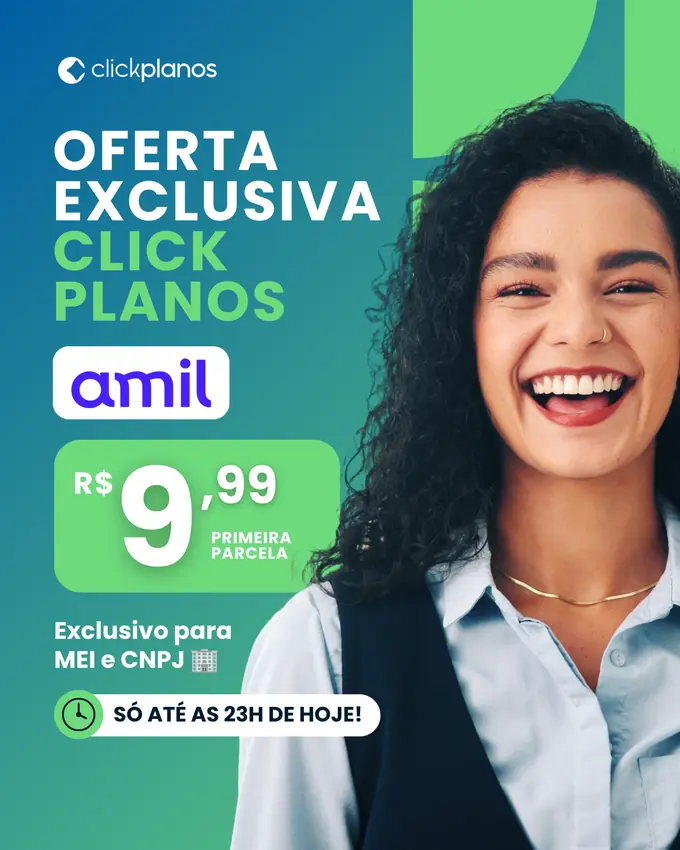 clickplanos
OFERTA
EXCLUSIVA
CLICK
PLANOS
amil
R$ 9,99
PRIMEIRA
PARCELA
Exclusivo para
MEI e CNPJ 🏢
SÓ ATÉ AS 23H DE HOJE!